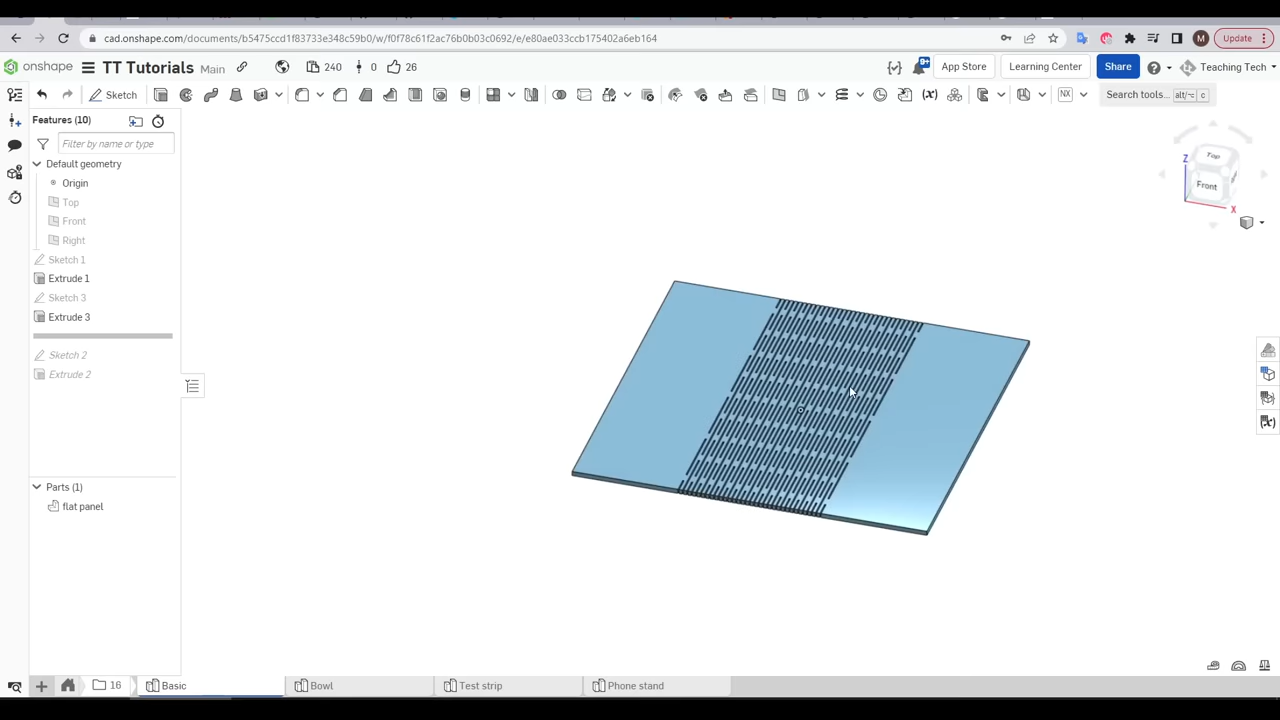 cad.onshape.com/documents/b5475ccd1f83733e348c59b0/w/f0f78c61f2ac76b0b03c0692/e/e80ae033ccb175402a6eb164
M
Update
onshape
TT Tutorials
Main
240
0
26
9+
App Store
Learning Center
Share
Teaching Tech
Sketch
(x)
NX
Search tools...
alt/⌥
c
Features (10)
Filter by name or type
Default geometry
Origin
Top
Front
Right
Sketch 1
Extrude 1
Sketch 3
Extrude 3
Sketch 2
Extrude 2
Parts (1)
flat panel
Top
Z
Front
X
16
Basic
Bowl
Test strip
Phone stand